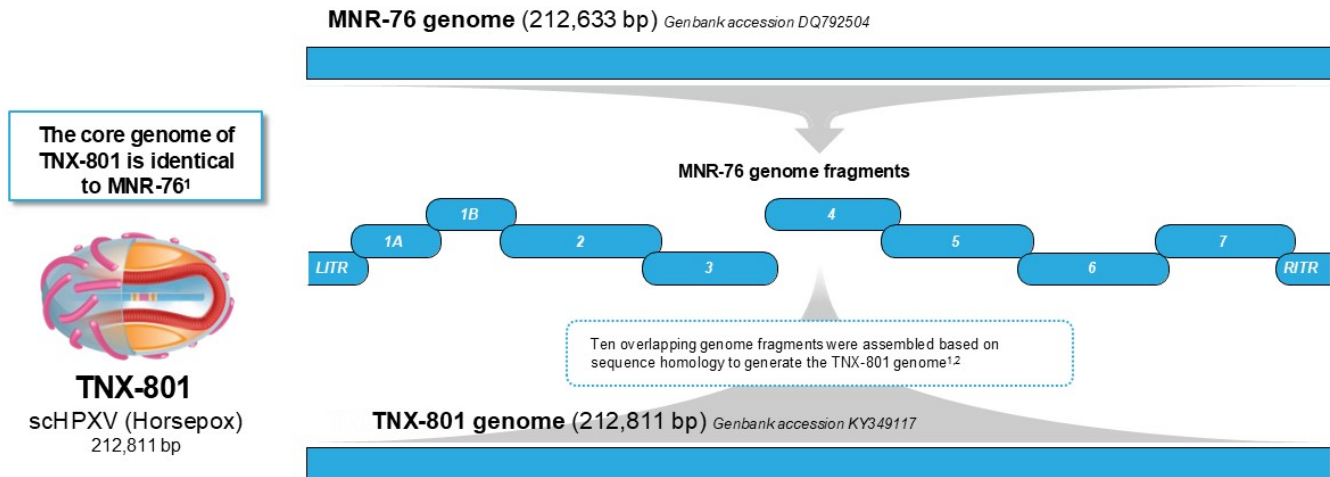 MNR-76 genome (212,633 bp) Genbank accession DQ792504
The core genome of
TNX-801 is identical
to MNR-76¹
MNR-76 genome fragments
LITR
1A
1B
2
3
4
5
6
7
RITR
Ten overlapping genome fragments were assembled based on
sequence homology to generate the TNX-801 genome¹,²
TNX-801
scHPXV (Horsepox)
212,811 bp
TNX-801 genome (212,811 bp) Genbank accession KY349117